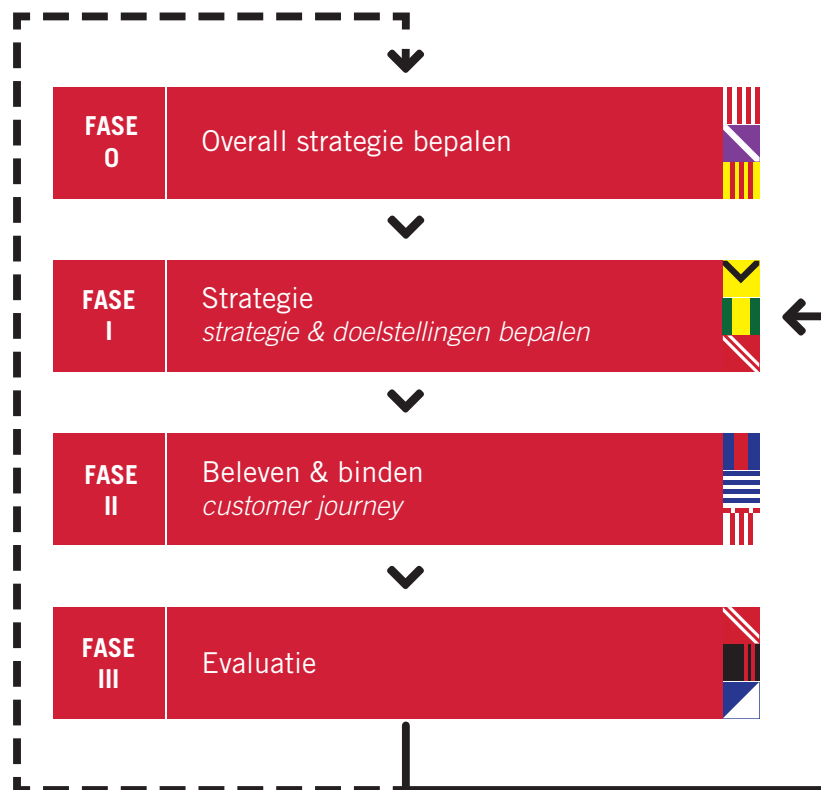 FASE
0
Overall strategie bepalen
FASE
I
Strategie
strategie & doelstellingen bepalen
FASE
II
Beleven & binden
customer journey
FASE
III
Evaluatie